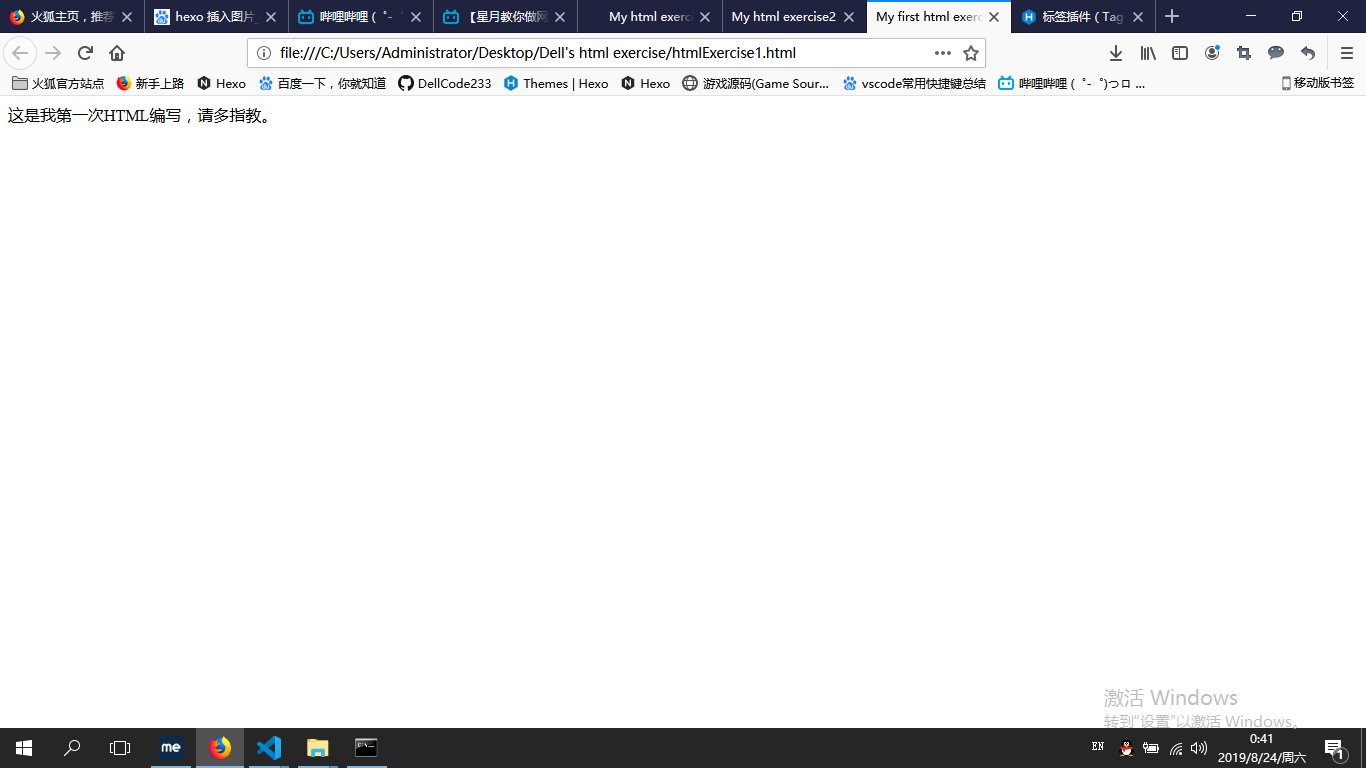 火狐主页，推荐
hexo 插入图片_
哔哩哔哩 ( ゜- ゜
【星月教你做网
My html exerci
My html exercise2
My first html exerc
标签插件（Tag
file:///C:/Users/Administrator/Desktop/Dell's html exercise/htmlExercise1.html
火狐官方站点
新手上路
Hexo
百度一下，你就知道
DellCode233
Themes | Hexo
Hexo
游戏源码(Game Sour...
vscode常用快捷键总结
哔哩哔哩 ( ゜- ゜)つロ ...
移动版书签
这是我第一次HTML编写，请多指教。
激活 Windows
转到"设置"以激活 Windows。
me
EN
0:41
2019/8/24/周六
1